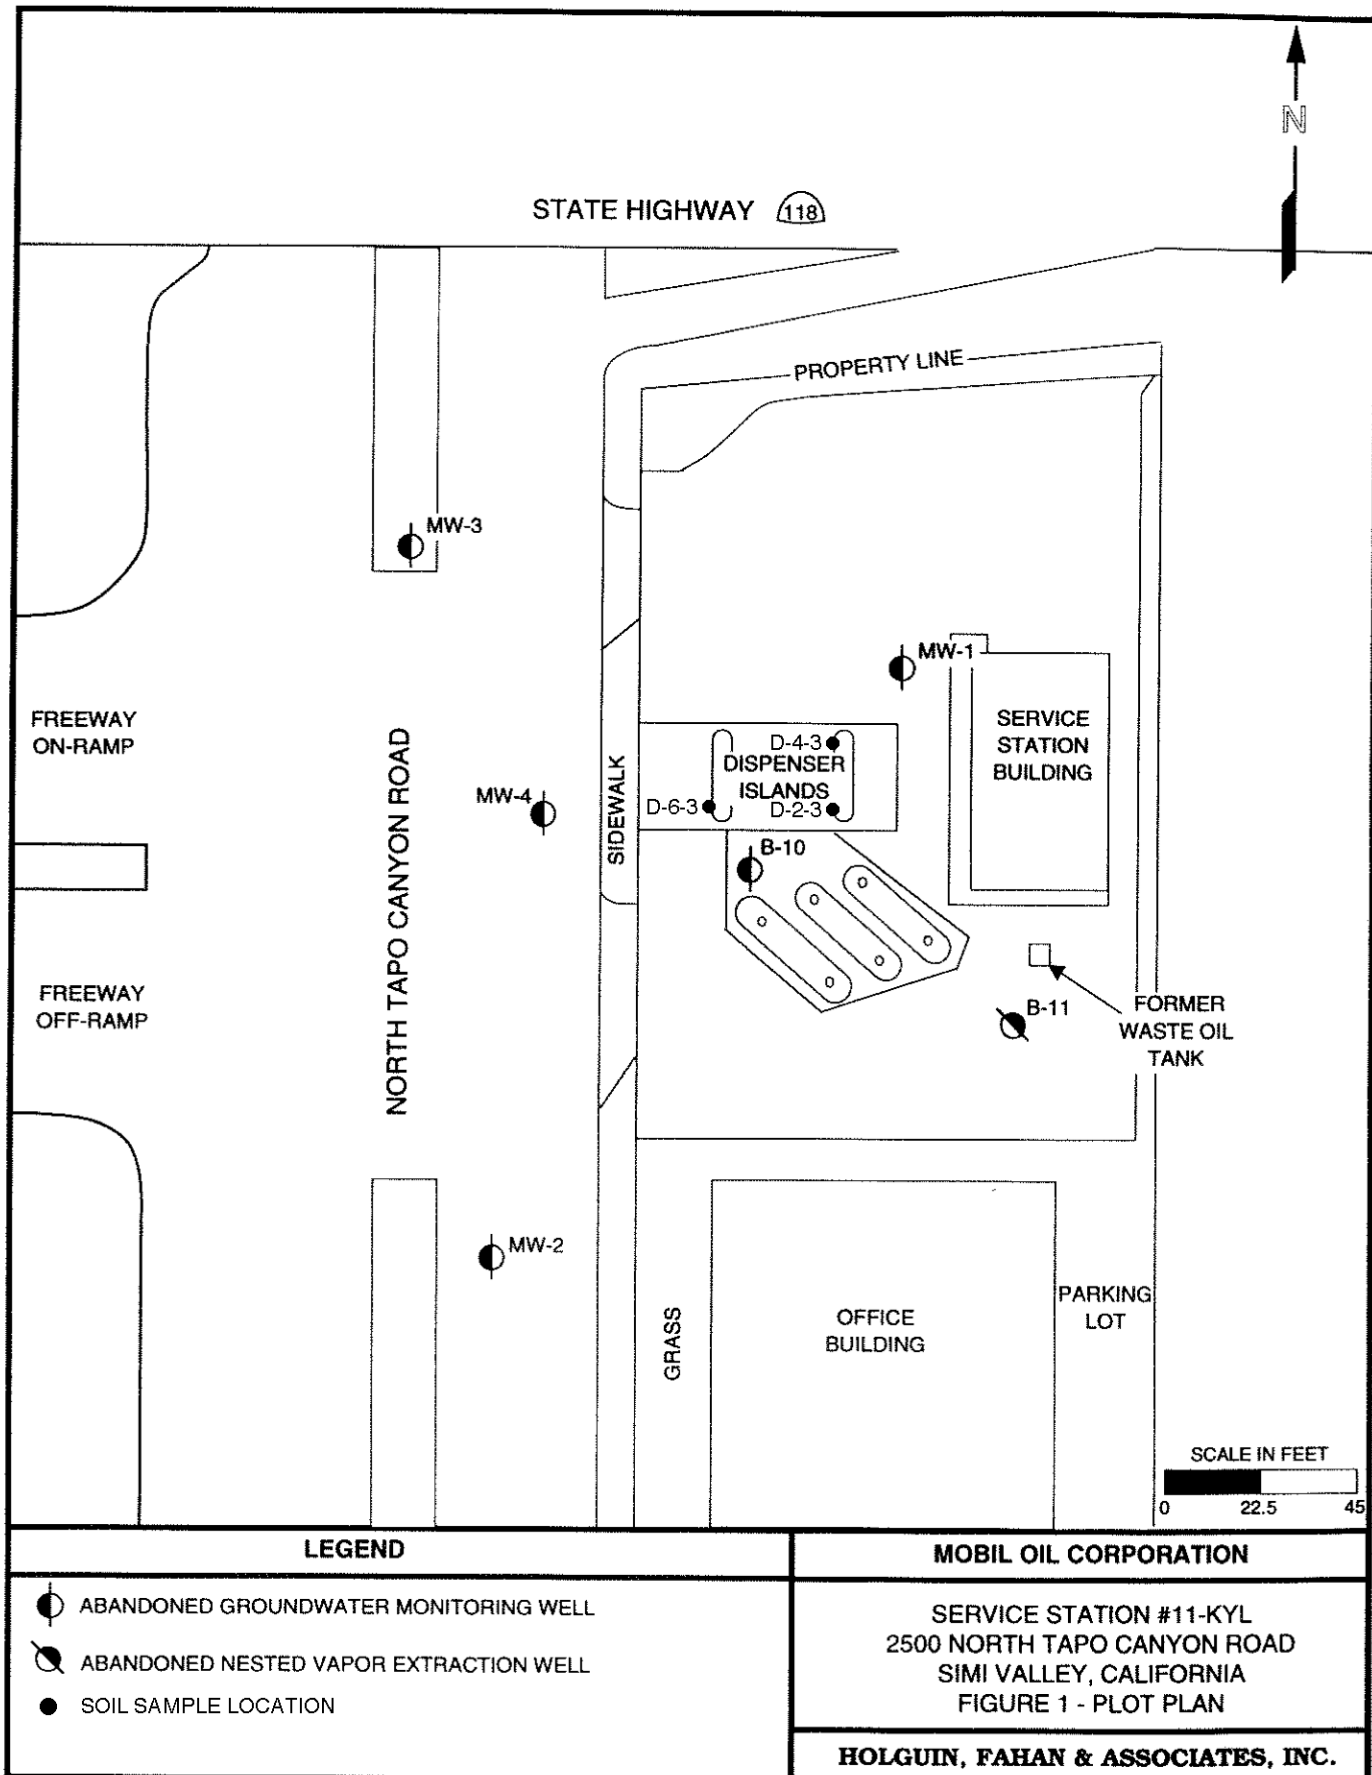 N
STATE HIGHWAY 118
PROPERTY LINE
MW-3
MW-1
FREEWAY
ON-RAMP
NORTH TAPO CANYON ROAD
SIDEWALK
SERVICE
STATION
BUILDING
D-4-3
DISPENSER
ISLANDS
D-6-3
D-2-3
MW-4
B-10
FREEWAY
OFF-RAMP
B-11
FORMER
WASTE OIL
TANK
MW-2
GRASS
OFFICE
BUILDING
PARKING
LOT
SCALE IN FEET
0 22.5 45
LEGEND
ABANDONED GROUNDWATER MONITORING WELL
ABANDONED NESTED VAPOR EXTRACTION WELL
SOIL SAMPLE LOCATION
MOBIL OIL CORPORATION
SERVICE STATION #11-KYL
2500 NORTH TAPO CANYON ROAD
SIMI VALLEY, CALIFORNIA
FIGURE 1 - PLOT PLAN
HOLGUIN, FAHAN & ASSOCIATES, INC.